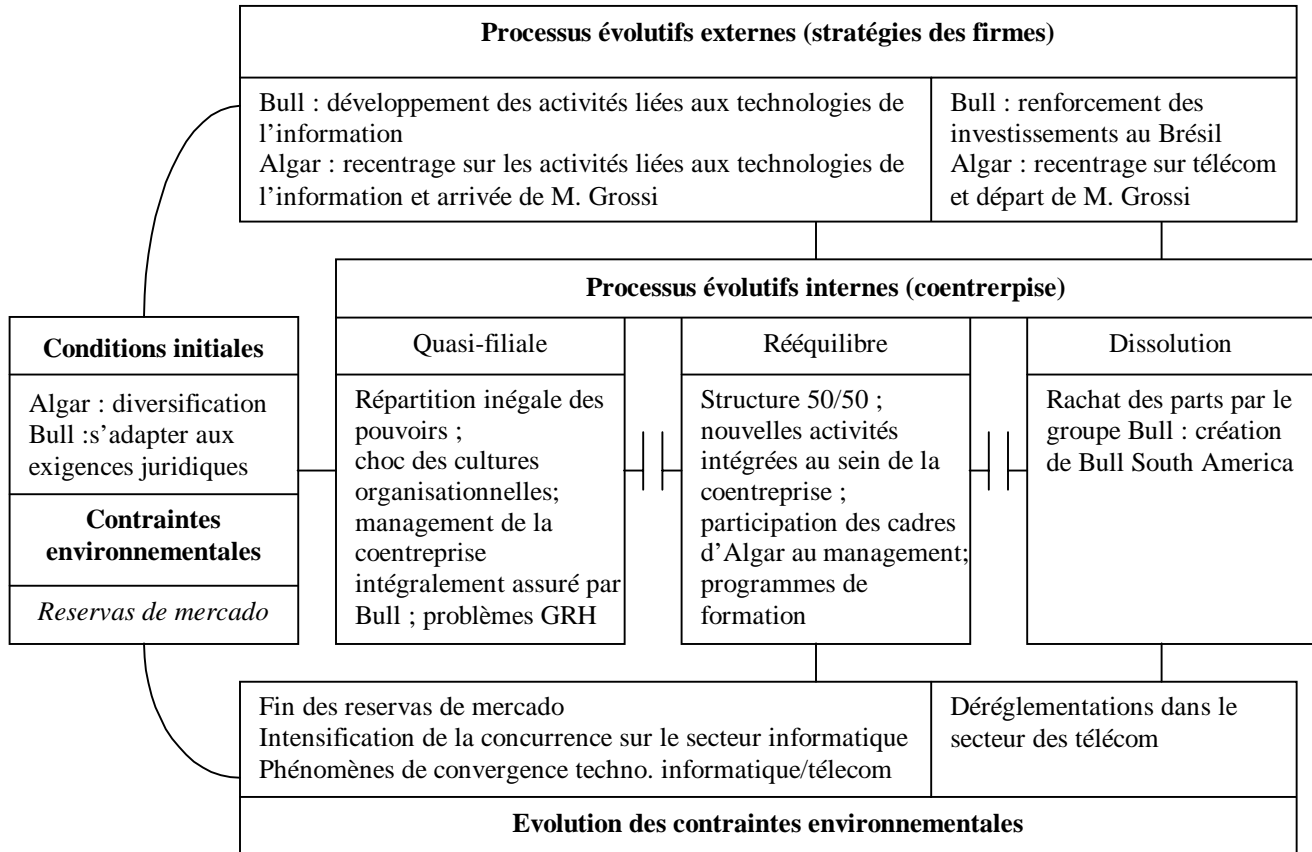 Processus évolutifs externes (stratégies des firmes)
Bull : développement des activités liées aux technologies de
l’information
Algar : recentrage sur les activités liées aux technologies de
l’information et arrivée de M. Grossi
Bull : renforcement des
investissements au Brésil
Algar : recentrage sur télécom
et départ de M. Grossi
Processus évolutifs internes (coentrerpise)
Conditions initiales
Algar : diversification
Bull :s’adapter aux
exigences juridiques
Contraintes
environnementales
Reservas de mercado
Quasi-filiale
Répartition inégale des
pouvoirs ;
choc des cultures
organisationnelles;
management de la
coentreprise
intégralement assuré par
Bull ; problèmes GRH
Rééquilibre
Structure 50/50 ;
nouvelles activités
intégrées au sein de la
coentreprise ;
participation des cadres
d’Algar au management;
programmes de
formation
Dissolution
Rachat des parts par le
groupe Bull : création
de Bull South America
Fin des reservas de mercado
Intensification de la concurrence sur le secteur informatique
Phénomènes de convergence techno. informatique/télecom
Déréglementations dans le
secteur des télécom
Evolution des contraintes environnementales